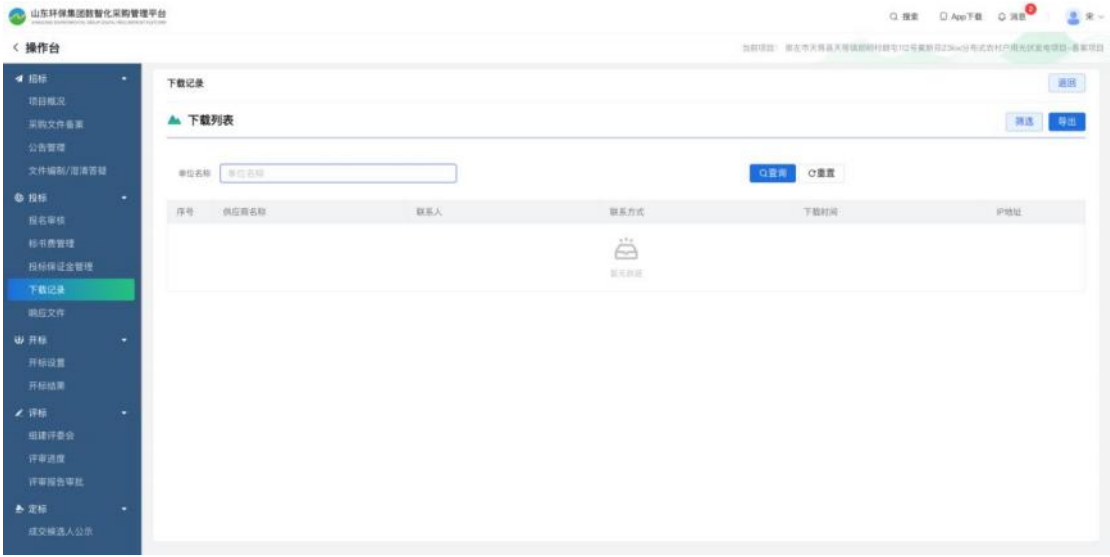 山东环保集团数智化采购管理平台
搜索 App下载 消息 2 宋
操作台
当前项目:
招标
下载记录
退回
项目概况
采购文件备案
下载列表
筛选 导出
公告管理
文件编制/澄清答疑
单位名称 单位名称 查询 重置
投标
序号 供应商名称 联系人 联系方式 下载时间 IP地址
报名审核
标书费管理
投标保证金管理
暂无数据
下载记录
响应文件
开标
开标设置
开标结果
评标
组建评委会
评审进度
评审报告审批
定标
成交候选人公示